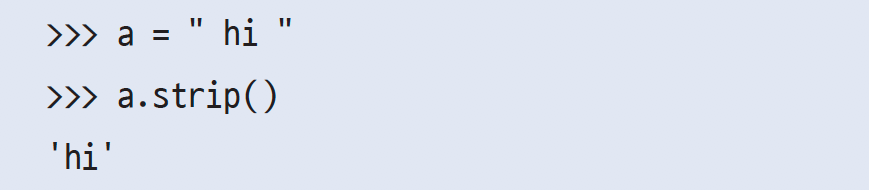 >>> a = " hi "
>>> a.strip()
'hi'